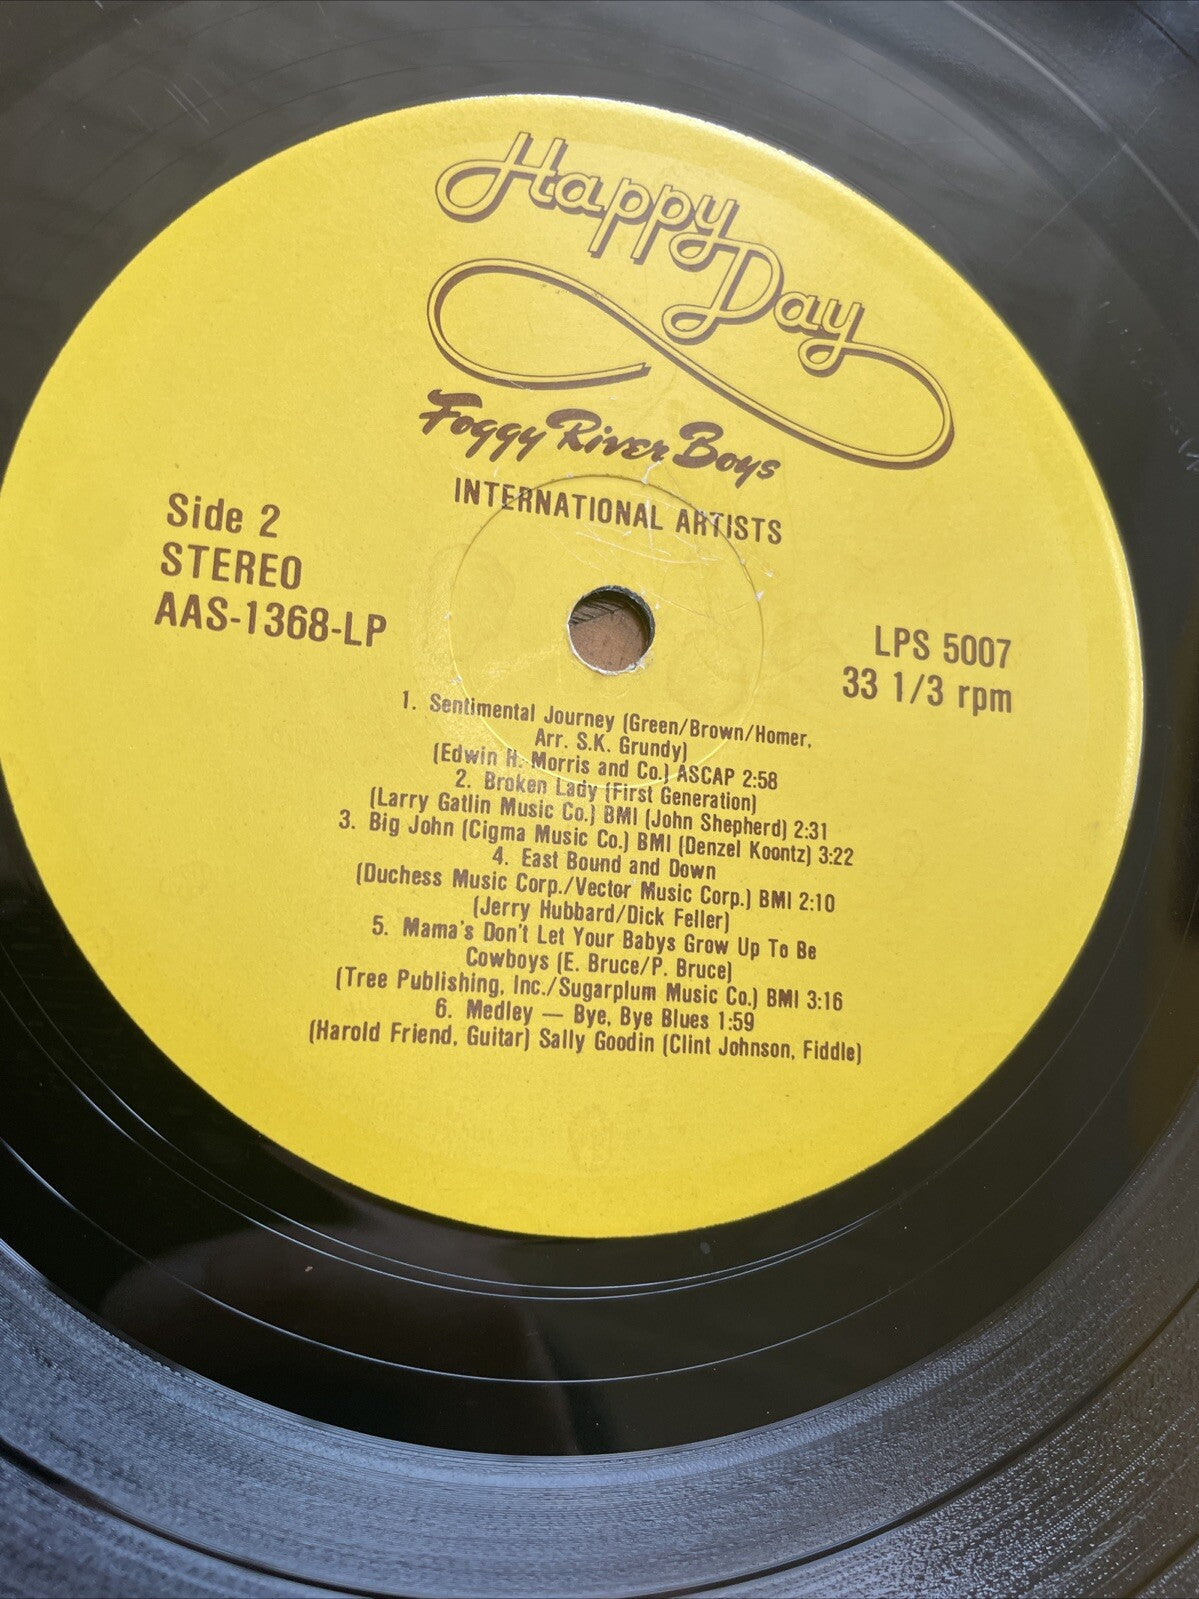 Happy
Day
Foggy River Boys
INTERNATIONAL ARTISTS
Side 2
STEREO
AAS-1368-LP
LPS 5007
33 1/3 rpm
1. Sentimental Journey (Green/Brown/Homer,
Arr. S.K. Grundy)
(Edwin H. Morris and Co.) ASCAP 2:58
2. Broken Lady (First Generation)
(Larry Gatlin Music Co.) BMI (John Shepherd) 2:31
3. Big John (Cigma Music Co.) BMI (Denzel Koontz) 3:22
4. East Bound and Down
(Duchess Music Corp./Vector Music Corp.) BMI 2:10
(Jerry Hubbard/Dick Feller)
5. Mama's Don't Let Your Babys Grow Up To Be
Cowboys (E. Bruce/P. Bruce)
(Tree Publishing, Inc./Sugarplum Music Co.) BMI 3:16
6. Medley — Bye, Bye Blues 1:59
(Harold Friend, Guitar) Sally Goodin (Clint Johnson, Fiddle)